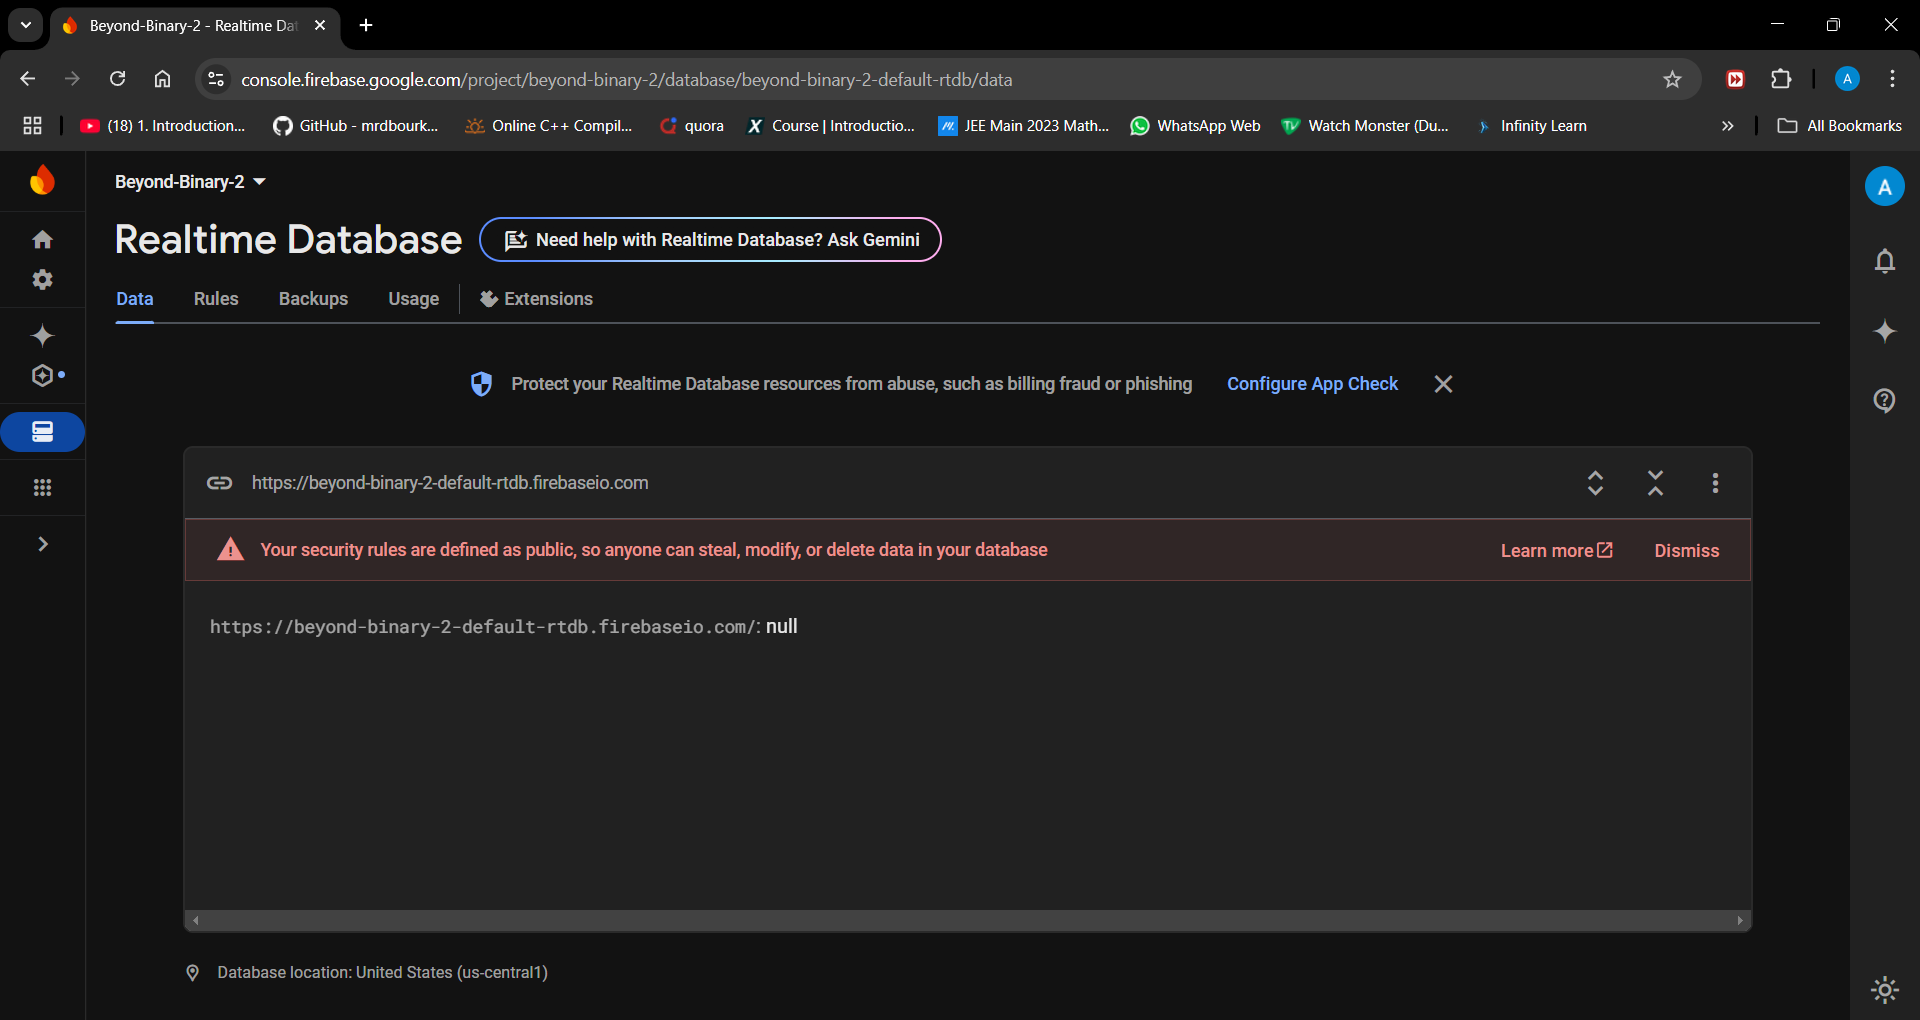 Beyond-Binary-2 - Realtime Dat
console.firebase.google.com/project/beyond-binary-2/database/beyond-binary-2-default-rtdb/data
A
(18) 1. Introduction...
GitHub - mrdbourk...
Online C++ Compil...
quora
Course | Introductio...
JEE Main 2023 Math...
WhatsApp Web
Watch Monster (Du...
Infinity Learn
All Bookmarks
Beyond-Binary-2
A
Realtime Database
Need help with Realtime Database? Ask Gemini
Data
Rules
Backups
Usage
Extensions
Protect your Realtime Database resources from abuse, such as billing fraud or phishing
Configure App Check
https://beyond-binary-2-default-rtdb.firebaseio.com
Your security rules are defined as public, so anyone can steal, modify, or delete data in your database
Learn more
Dismiss
https://beyond-binary-2-default-rtdb.firebaseio.com/: null
Database location: United States (us-central1)